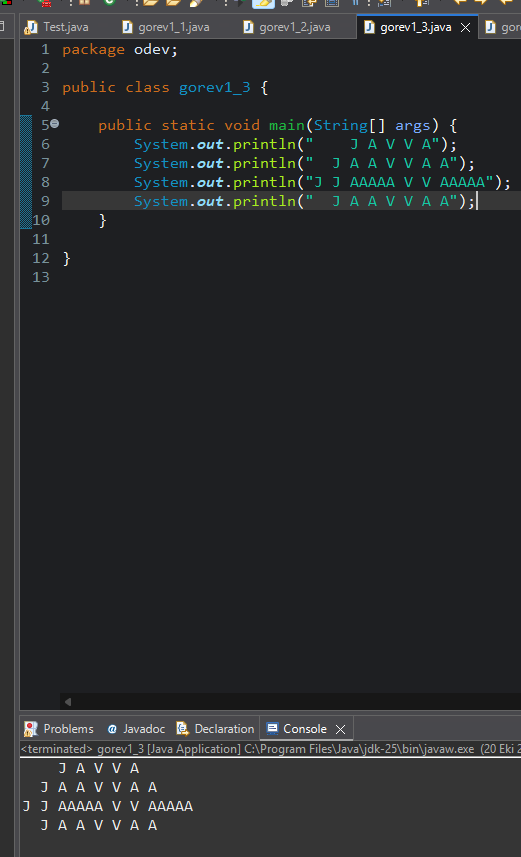 Test.java gorev1_1.java gorev1_2.java gorev1_3.java gorev
1 package odev;
2
3 public class gorev1_3 {
4
5 public static void main(String[] args) {
6 System.out.println("    J A V V A");
7 System.out.println("  J A A V V A A");
8 System.out.println("J J AAAAA V V AAAAA");
9 System.out.println("  J A A V V A A");
10 }
11
12 }
13
Problems @ Javadoc Declaration Console
<terminated> gorev1_3 [Java Application] C:\Program Files\Java\jdk-25\bin\javaw.exe (20 Eki 2
    J A V V A
  J A A V V A A
J J AAAAA V V AAAAA
  J A A V V A A